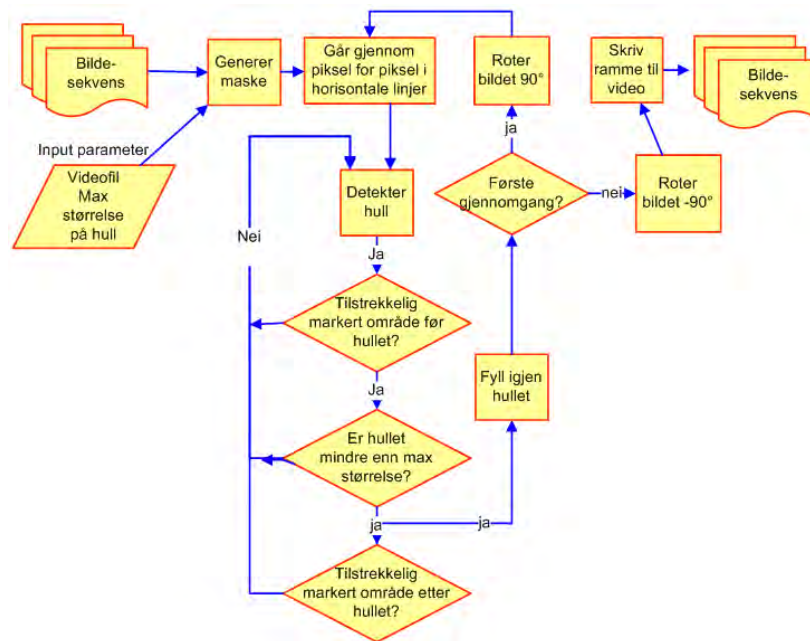 Bilde-
sekvens
Generer
maske
Går gjennom
piksel for piksel i
horisontale linjer
Roter
bildet 90°
Skriv
ramme til
video
Bilde-
sekvens
Input parameter
Videofil
Max
størrelse
på hull
Nei
Detekter
hull
ja
Første
gjennomgang?
nei
Roter
bildet -90°
Ja
Tilstrekkelig
markert område før
hullet?
Ja
Fyll igjen
hullet
Er hullet
mindre enn max
størrelse?
ja
ja
Tilstrekkelig
markert område etter
hullet?